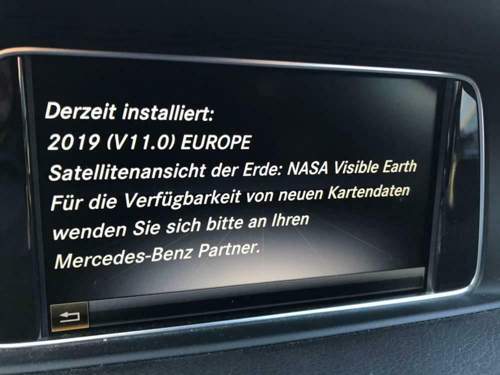 Derzeit installiert:
2019 (V11.0) EUROPE
Satellitenansicht der Erde: NASA Visible Earth
Für die Verfügbarkeit von neuen Kartendaten
wenden Sie sich bitte an Ihren
Mercedes-Benz Partner.